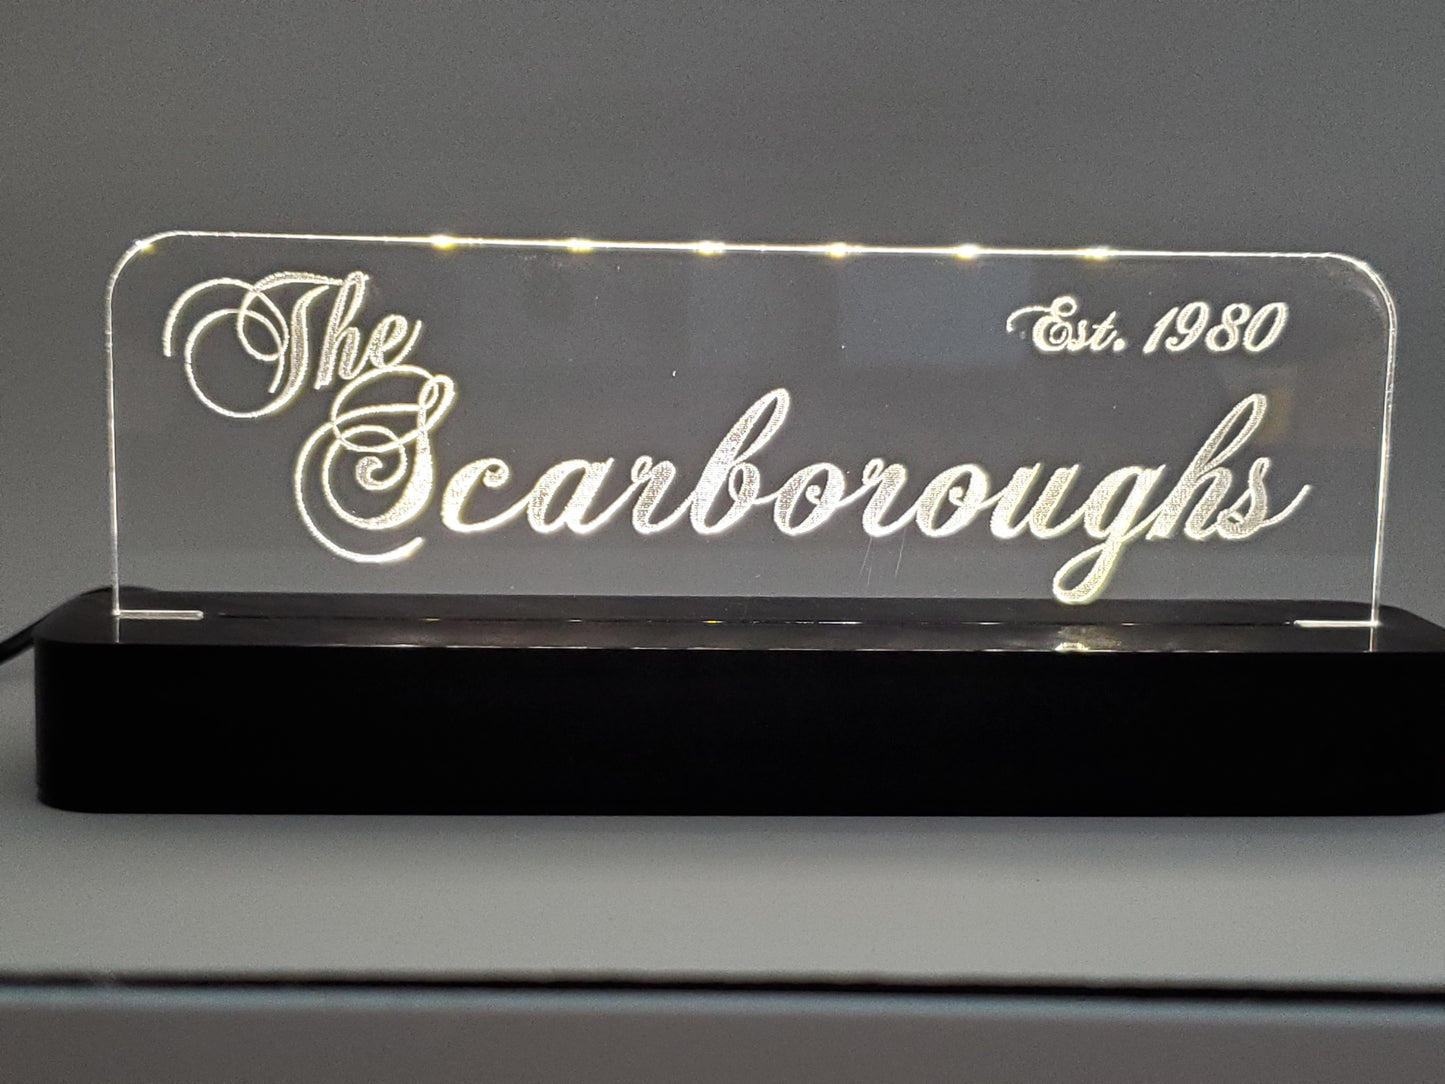 The
Est. 1980
Scarboroughs